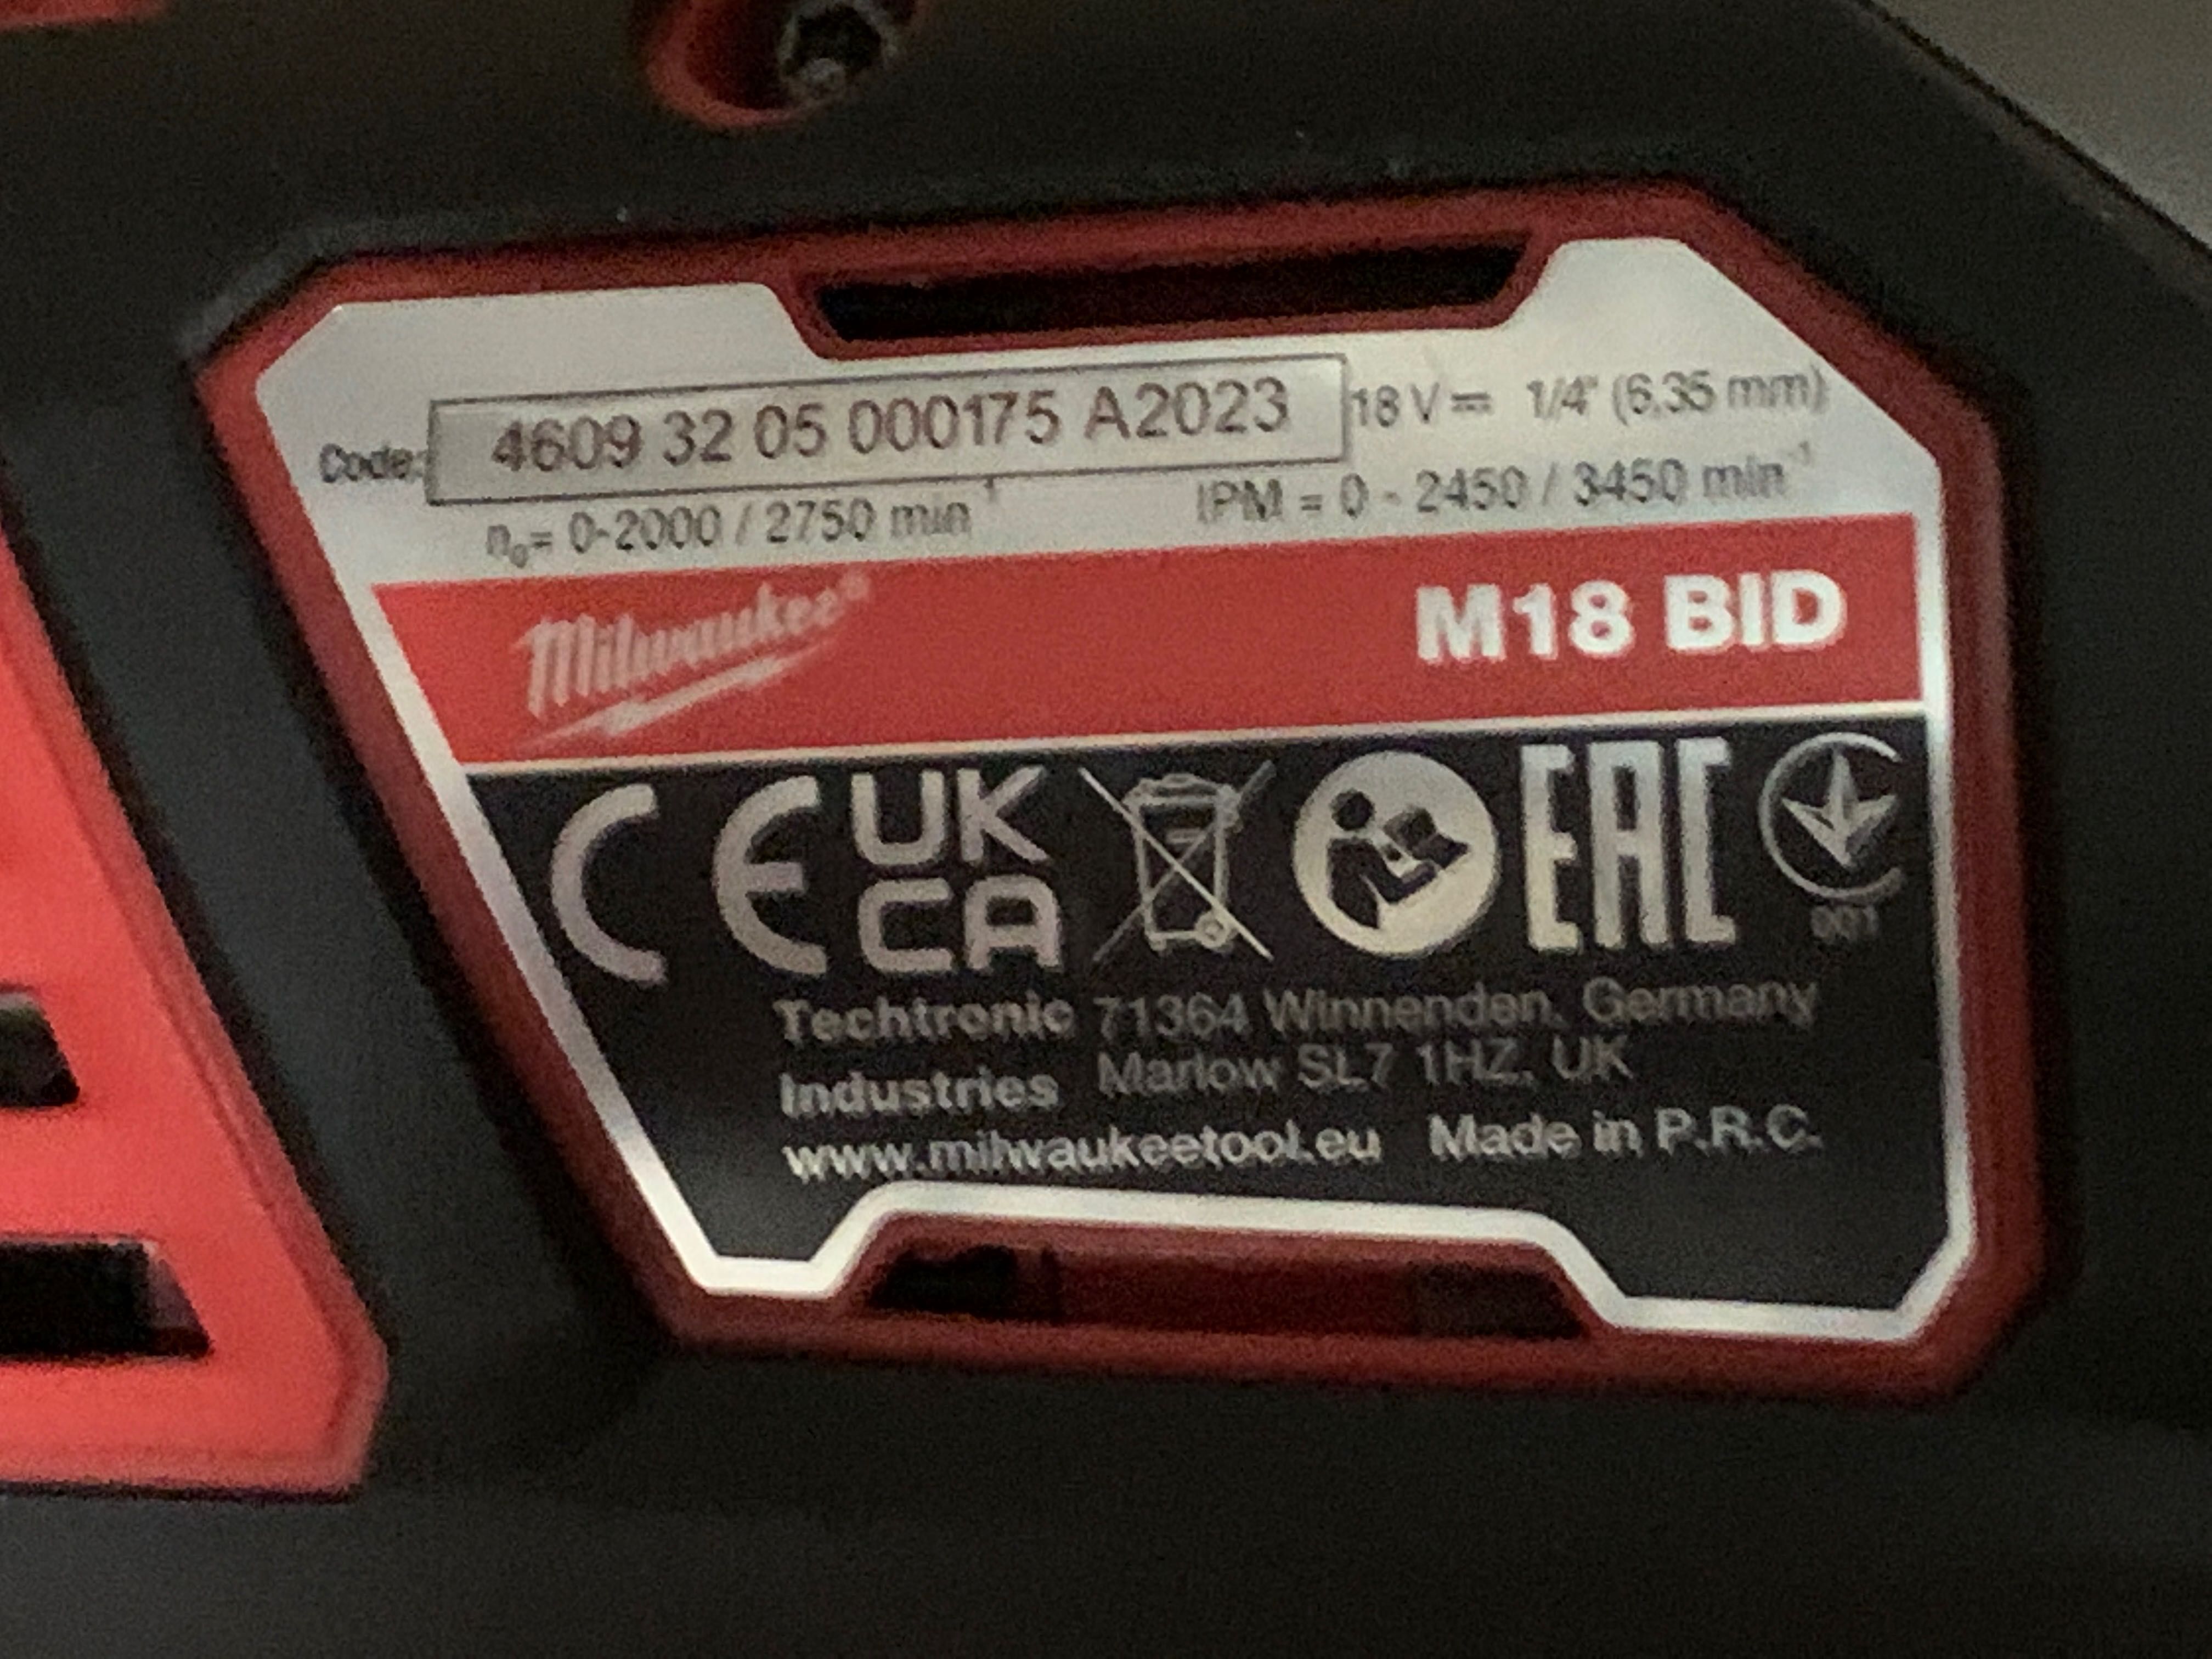 Code: 4609 32 05 000175 A2023 18 V⎓ 1/4" (6.35 mm)
n₀= 0-2000 / 2750 min⁻¹ IPM = 0 - 2450 / 3450 min⁻¹
Milwaukee® M18 BID
CE UK CA EAC
001
Techtronic Industries
71364 Winnenden, Germany
Marlow SL7 1HZ, UK
www.milwaukeetool.eu Made in P.R.C.